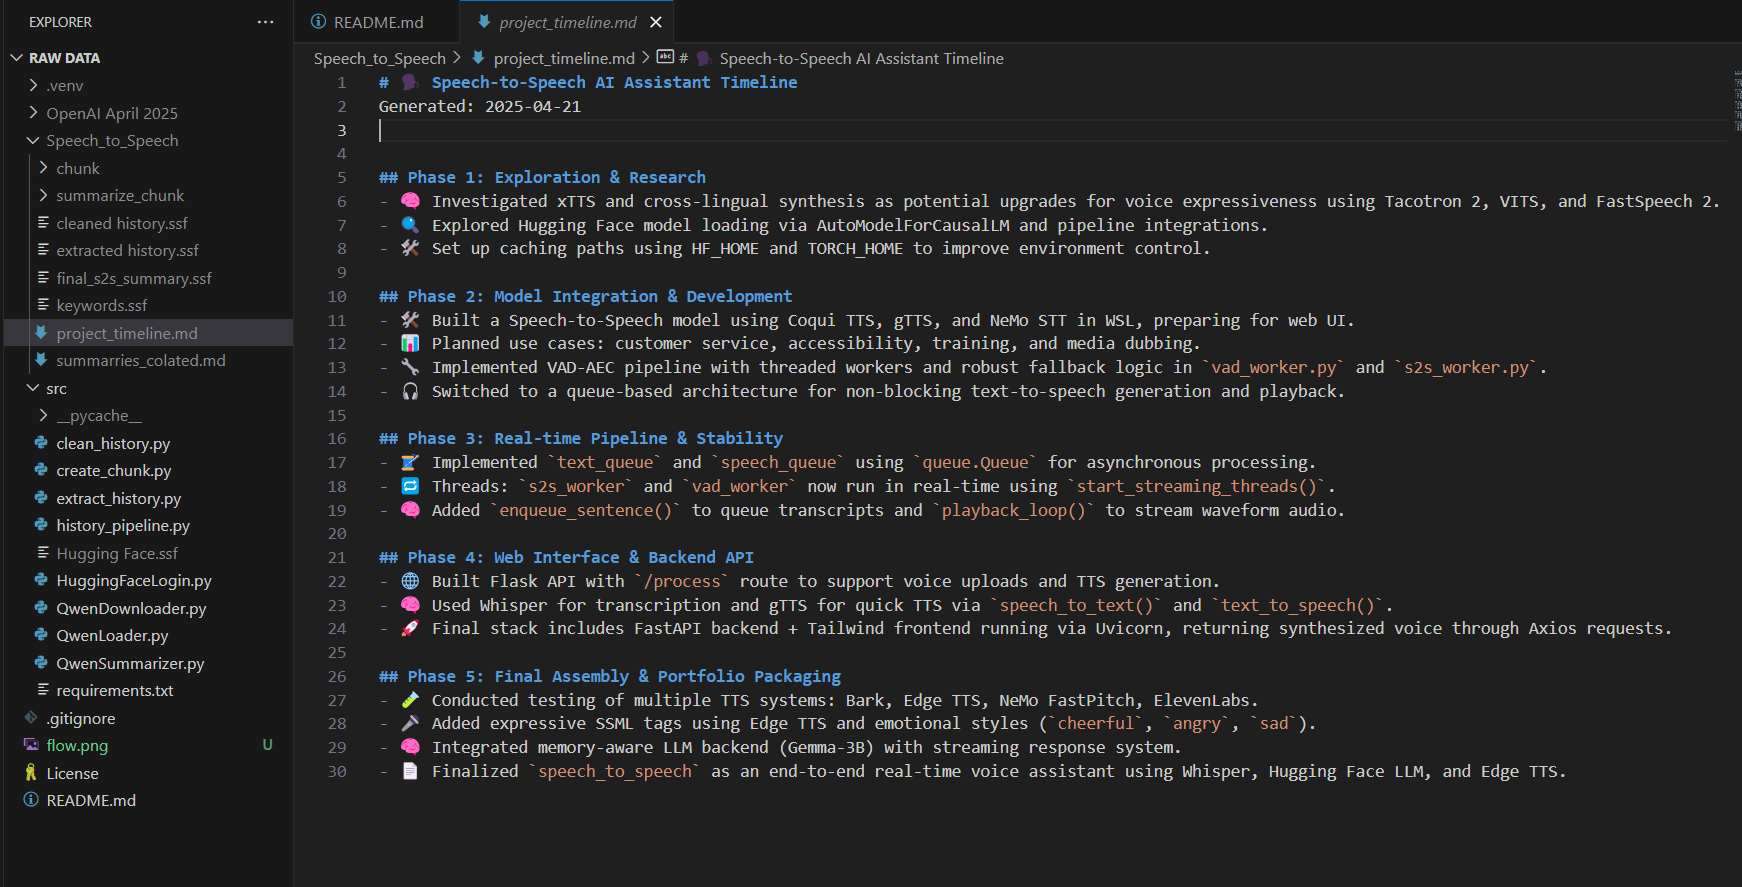 EXPLORER
RAW DATA
.venv
OpenAI April 2025
Speech_to_Speech
chunk
summarize_chunk
cleaned history.ssf
extracted history.ssf
final_s2s_summary.ssf
keywords.ssf
project_timeline.md
summarries_colated.md
src
__pycache__
clean_history.py
create_chunk.py
extract_history.py
history_pipeline.py
Hugging Face.ssf
HuggingFaceLogin.py
QwenDownloader.py
QwenLoader.py
QwenSummarizer.py
requirements.txt
.gitignore
flow.png U
License
README.md
README.md project_timeline.md
Speech_to_Speech > project_timeline.md > abc # 🗣 Speech-to-Speech AI Assistant Timeline
1 # 🗣 Speech-to-Speech AI Assistant Timeline
2 Generated: 2025-04-21
3
4
5 ## Phase 1: Exploration & Research
6 - 🧠 Investigated xTTS and cross-lingual synthesis as potential upgrades for voice expressiveness using Tacotron 2, VITS, and FastSpeech 2.
7 - 🔍 Explored Hugging Face model loading via AutoModelForCausalLM and pipeline integrations.
8 - 🛠 Set up caching paths using HF_HOME and TORCH_HOME to improve environment control.
9
10 ## Phase 2: Model Integration & Development
11 - 🛠 Built a Speech-to-Speech model using Coqui TTS, gTTS, and NeMo STT in WSL, preparing for web UI.
12 - 📊 Planned use cases: customer service, accessibility, training, and media dubbing.
13 - 🔧 Implemented VAD-AEC pipeline with threaded workers and robust fallback logic in `vad_worker.py` and `s2s_worker.py`.
14 - 🎧 Switched to a queue-based architecture for non-blocking text-to-speech generation and playback.
15
16 ## Phase 3: Real-time Pipeline & Stability
17 - 🧵 Implemented `text_queue` and `speech_queue` using `queue.Queue` for asynchronous processing.
18 - 🔁 Threads: `s2s_worker` and `vad_worker` now run in real-time using `start_streaming_threads()`.
19 - 🧠 Added `enqueue_sentence()` to queue transcripts and `playback_loop()` to stream waveform audio.
20
21 ## Phase 4: Web Interface & Backend API
22 - 🌐 Built Flask API with `/process` route to support voice uploads and TTS generation.
23 - 🧠 Used Whisper for transcription and gTTS for quick TTS via `speech_to_text()` and `text_to_speech()`.
24 - 🚀 Final stack includes FastAPI backend + Tailwind frontend running via Uvicorn, returning synthesized voice through Axios requests.
25
26 ## Phase 5: Final Assembly & Portfolio Packaging
27 - 🧪 Conducted testing of multiple TTS systems: Bark, Edge TTS, NeMo FastPitch, ElevenLabs.
28 - 🎤 Added expressive SSML tags using Edge TTS and emotional styles (`cheerful`, `angry`, `sad`).
29 - 🧠 Integrated memory-aware LLM backend (Gemma-3B) with streaming response system.
30 - 📄 Finalized `speech_to_speech` as an end-to-end real-time voice assistant using Whisper, Hugging Face LLM, and Edge TTS.